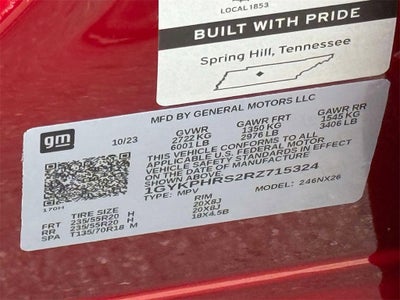 LOCAL 1853
BUILT WITH PRIDE
Spring Hill, Tennessee
gm
10/23
MFD BY GENERAL MOTORS LLC
GVWR GAWR FRT GAWR RR
2722 KG 1350 KG 1545 KG
6001 LB 2976 LB 3406 LB
THIS VEHICLE CONFORMS TO ALL
APPLICABLE U.S. FEDERAL MOTOR
VEHICLE SAFETY STANDARDS IN EFFECT
ON THE DATE OF MANUFACTURE
1GYKPHRS2RZ715324
TYPE: MPV MODEL: 246NX26
170H
TIRE SIZE RIM
FRT 235/55R20 H 20X8J
RR 235/55R20 H 20X8J
SPA T135/70R18 M 18X4.5B